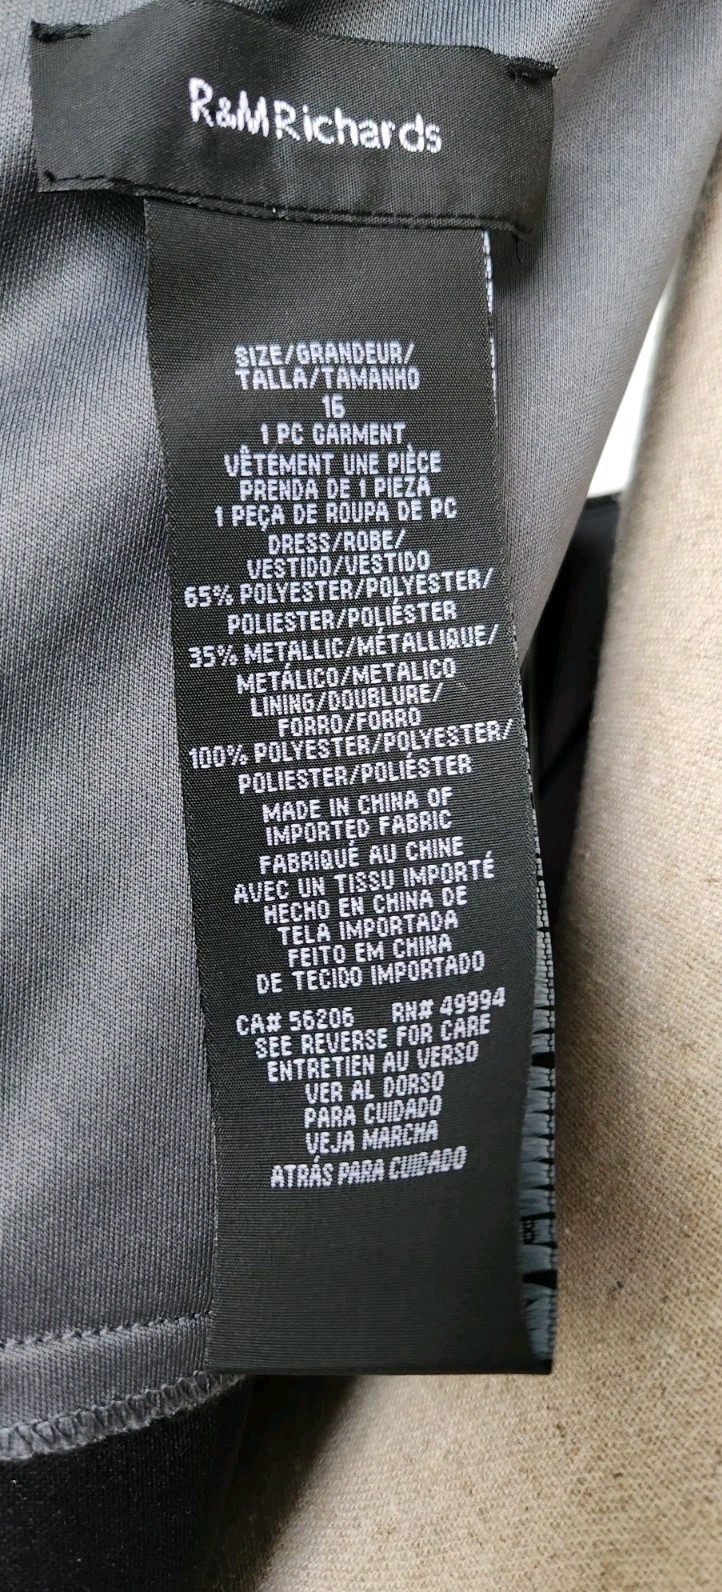 R&M Richards
SIZE/GRANDEUR/
TALLA/TAMANHO
16
1 PC GARMENT
VÊTEMENT UNE PIÈCE
PRENDA DE 1 PIEZA
1 PEÇA DE ROUPA DE PC
DRESS/ROBE/
VESTIDO/VESTIDO
65% POLYESTER/POLYESTER/
POLIESTER/POLIÉSTER
35% METALLIC/MÉTALLIQUE/
METÁLICO/METALICO
LINING/DOUBLURE/
FORRO/FORRO
100% POLYESTER/POLYESTER/
POLIESTER/POLIÉSTER
MADE IN CHINA OF
IMPORTED FABRIC
FABRIQUÉ AU CHINE
AVEC UN TISSU IMPORTÉ
HECHO EN CHINA DE
TELA IMPORTADA
FEITO EM CHINA
DE TECIDO IMPORTADO
CA# 56206 RN# 49994
SEE REVERSE FOR CARE
ENTRETIEN AU VERSO
VER AL DORSO
PARA CUIDADO
VEJA MARCHA
ATRÁS PARA CUIDADO